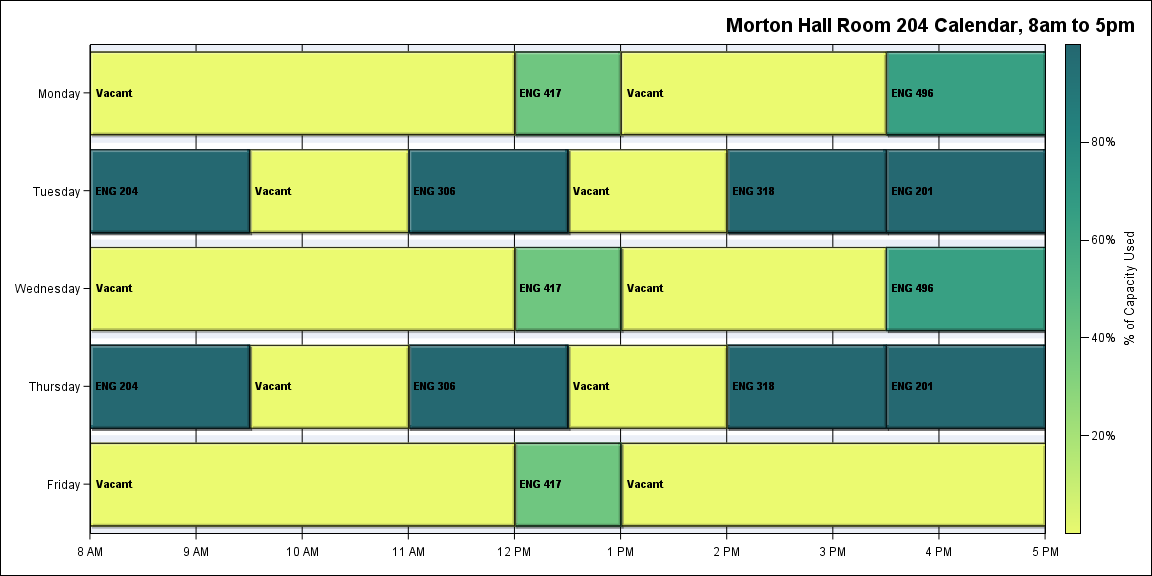 Morton Hall Room 204 Calendar, 8am to 5pm
Monday
Vacant
ENG 417
Vacant
ENG 496
Tuesday
ENG 204
Vacant
ENG 306
Vacant
ENG 318
ENG 201
Wednesday
Vacant
ENG 417
Vacant
ENG 496
Thursday
ENG 204
Vacant
ENG 306
Vacant
ENG 318
ENG 201
Friday
Vacant
ENG 417
Vacant
8 AM
9 AM
10 AM
11 AM
12 PM
1 PM
2 PM
3 PM
4 PM
5 PM
80%
60%
40%
20%
% of Capacity Used